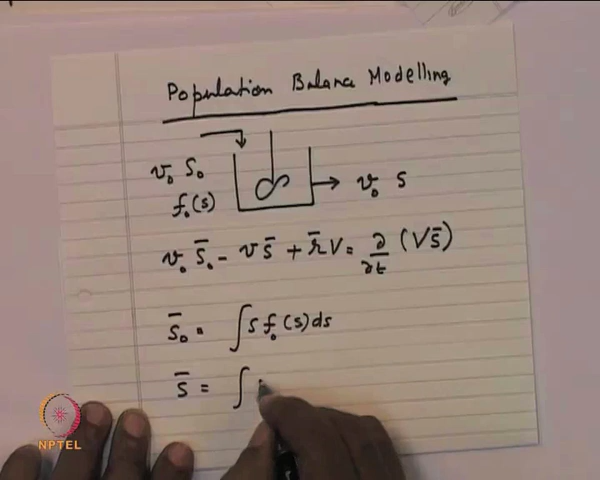 Population Balance Modelling
v₀ S₀
f₀(s)
v₀ S
v₀ S̄₀ - v S̄ + r̄ V = ∂/∂t (V S̄)
S̄₀ = ∫ S f₀(s) ds
S̄ = ∫
NPTEL